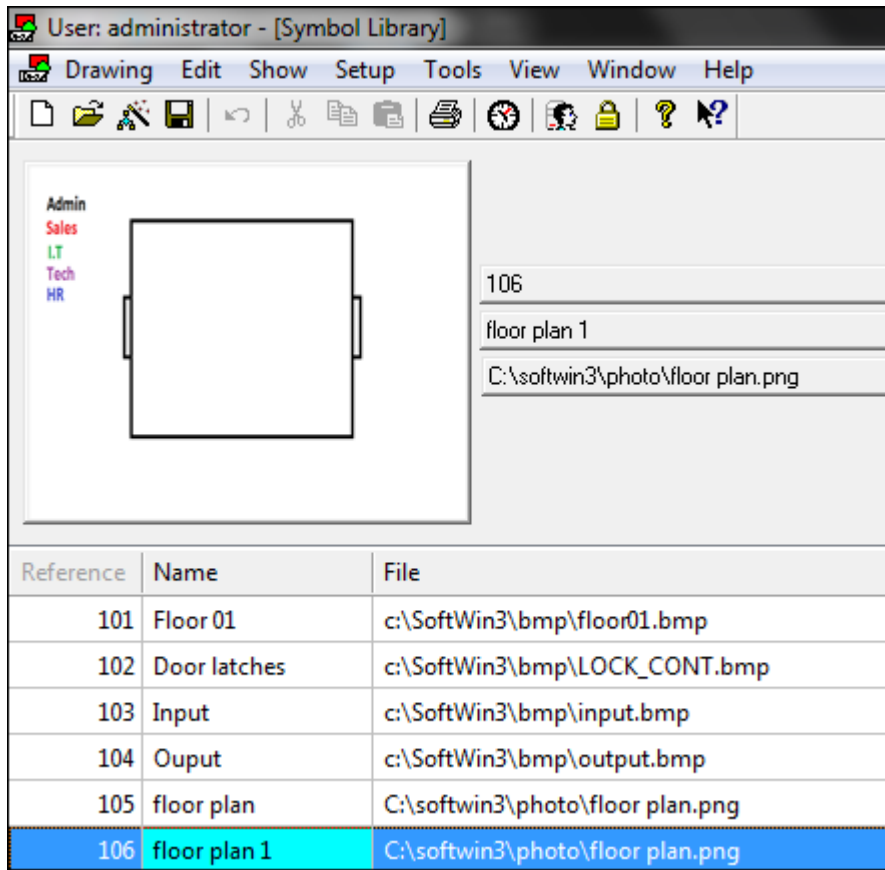 User: administrator - [Symbol Library]
Drawing Edit Show Setup Tools View Window Help
Admin
Sales
I.T
Tech
HR
106
floor plan 1
C:\softwin3\photo\floor plan.png
Reference Name File
101 Floor 01 c:\SoftWin3\bmp\floor01.bmp
102 Door latches c:\SoftWin3\bmp\LOCK_CONT.bmp
103 Input c:\SoftWin3\bmp\input.bmp
104 Ouput c:\SoftWin3\bmp\output.bmp
105 floor plan C:\softwin3\photo\floor plan.png
106 floor plan 1 C:\softwin3\photo\floor plan.png